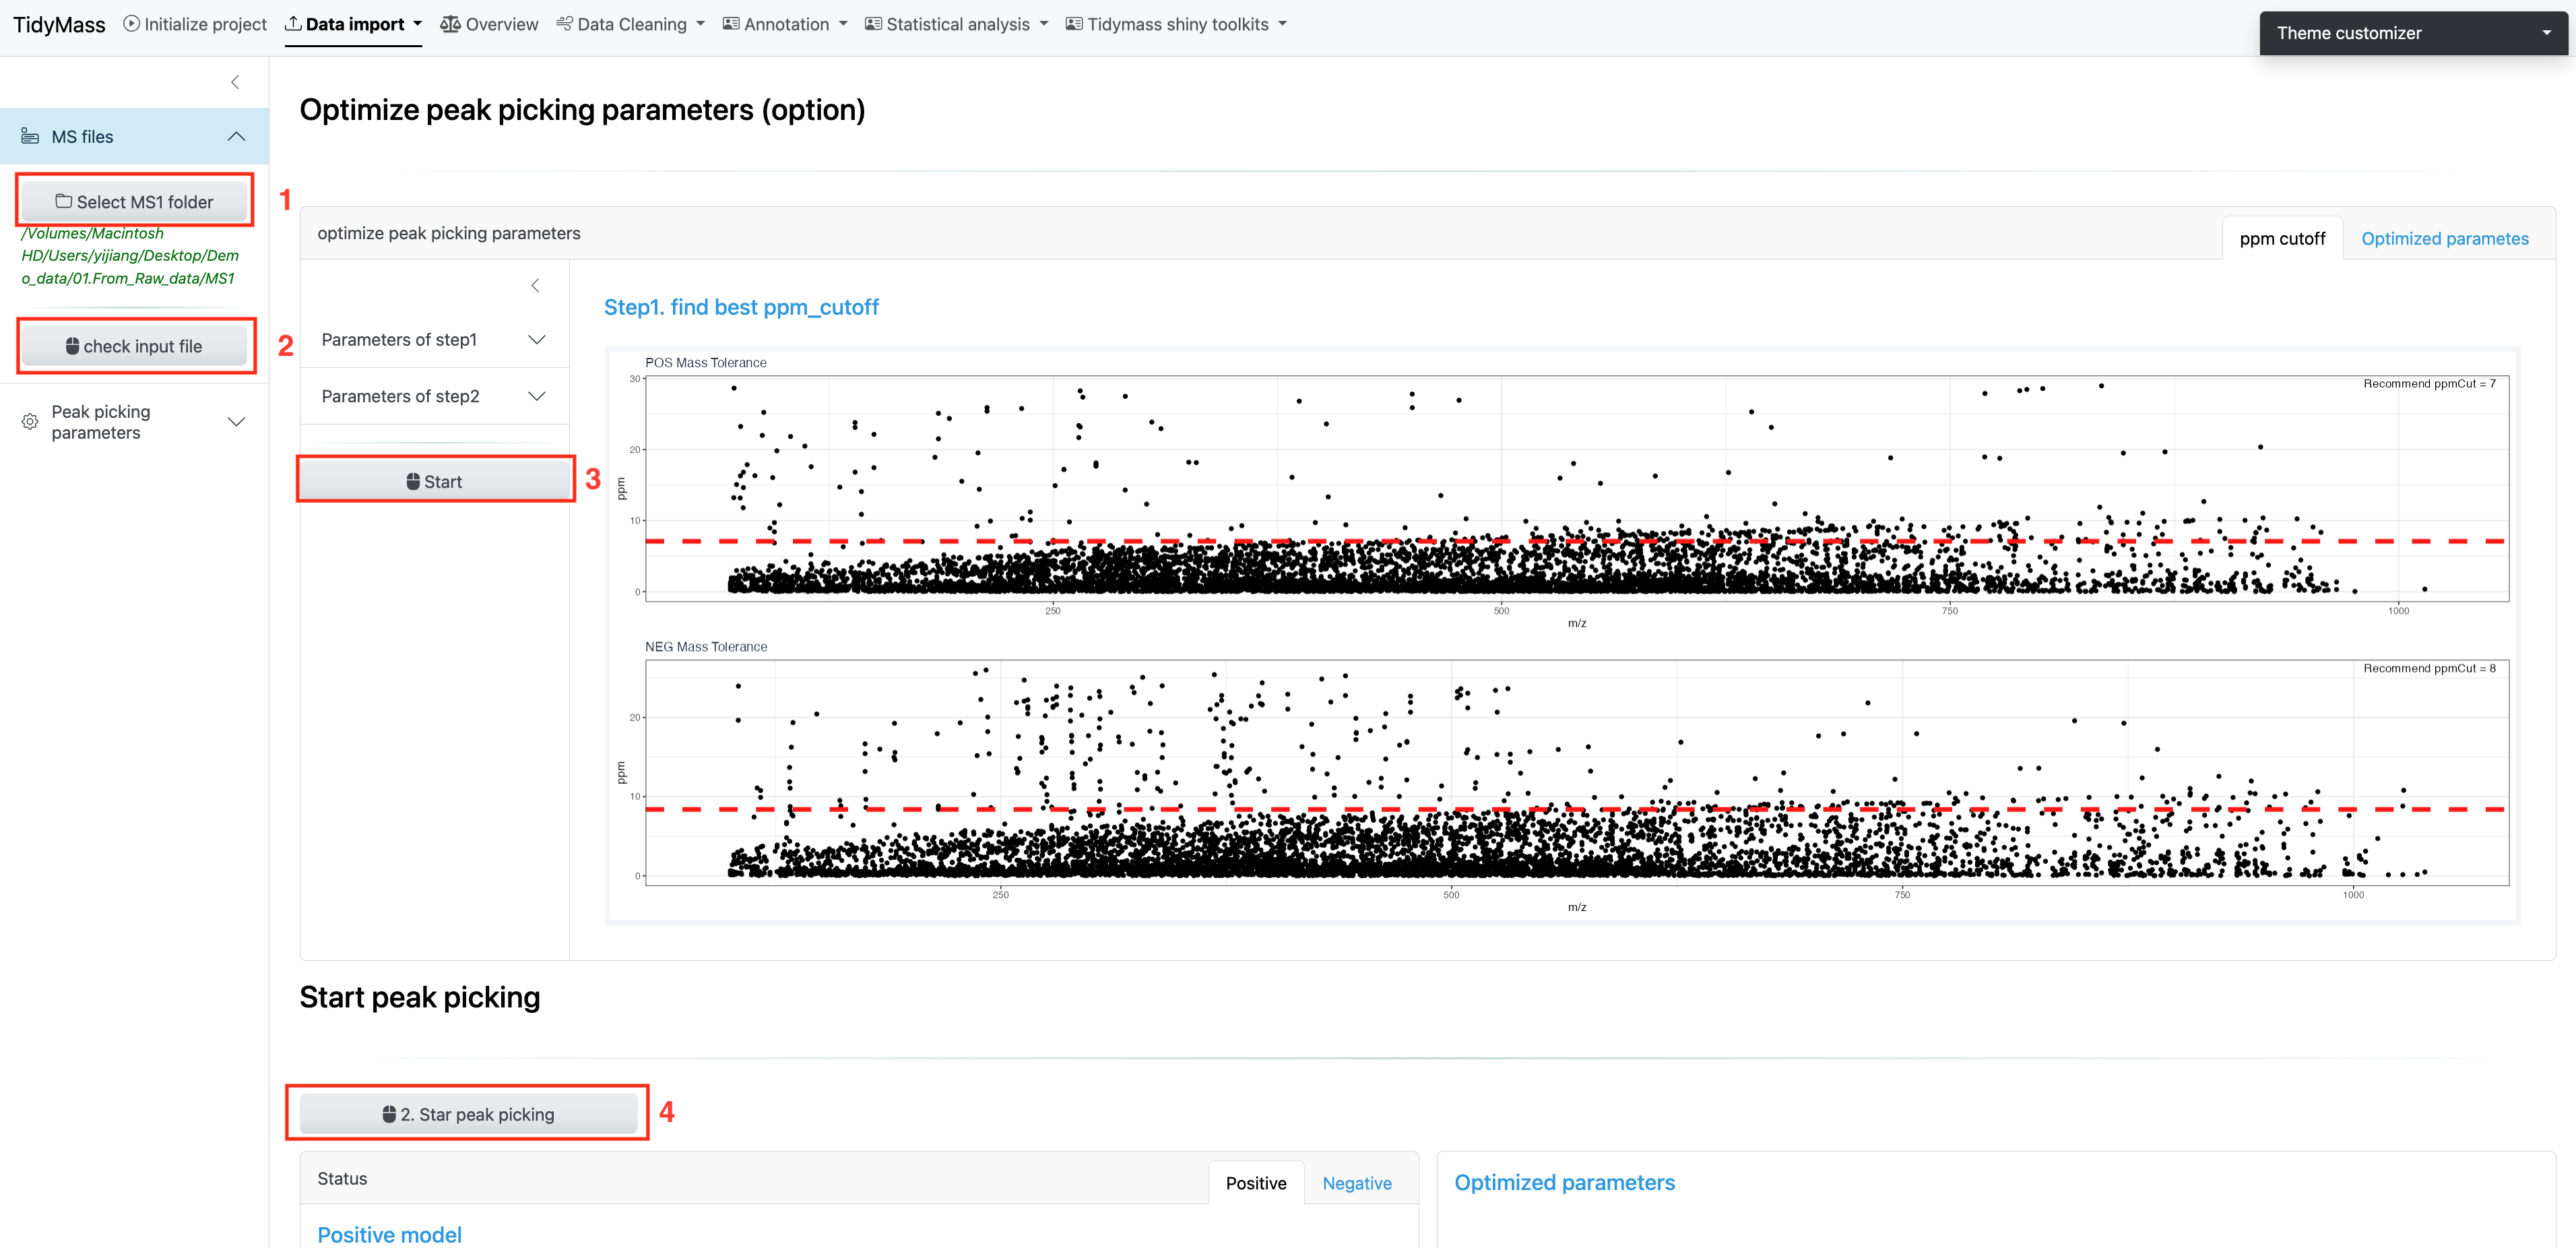 TidyMass Initialize project Data import Overview Data Cleaning Annotation Statistical analysis Tidymass shiny toolkits
Theme customizer
MS files
Select MS1 folder
1
/Volumes/Macintosh
HD/Users/yijiang/Desktop/Dem
o_data/01.From_Raw_data/MS1
check input file
2
Peak picking
parameters
Optimize peak picking parameters (option)
optimize peak picking parameters
ppm cutoff
Optimized parametes
Parameters of step1
Parameters of step2
Start
3
Step1. find best ppm_cutoff
POS Mass Tolerance
Recommend ppmCut = 7
30
20
10
0
ppm
250
500
750
1000
m/z
NEG Mass Tolerance
Recommend ppmCut = 8
20
10
0
ppm
250
500
750
1000
m/z
Start peak picking
2. Star peak picking
4
Status
Positive
Negative
Positive model
Optimized parameters